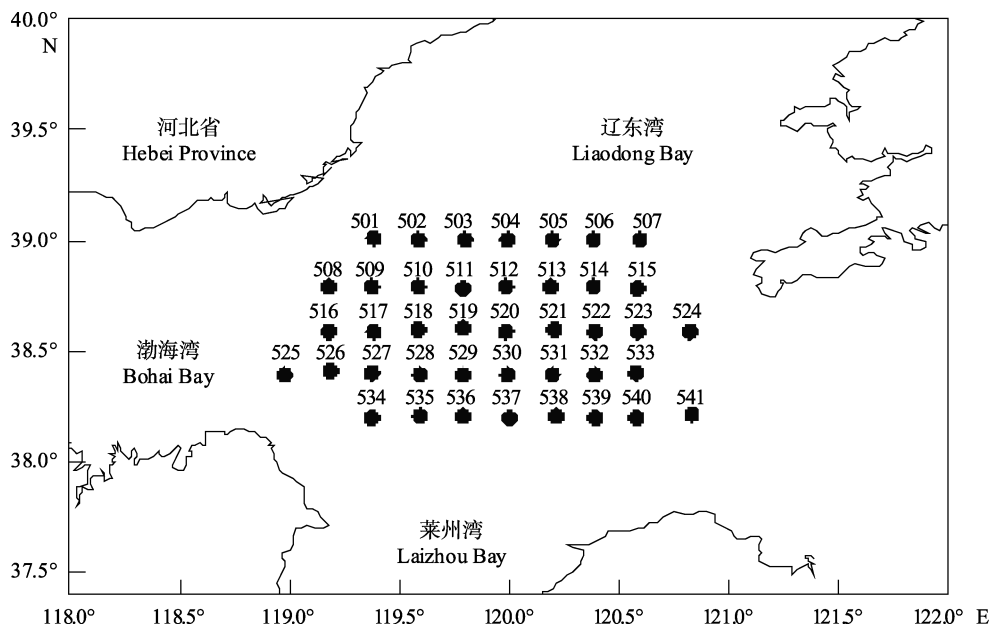 40.0°
N
39.5°
39.0°
38.5°
38.0°
37.5°
河北省
Hebei Province
辽东湾
Liaodong Bay
501 502 503 504 505 506 507
508 509 510 511 512 513 514 515
516 517 518 519 520 521 522 523 524
渤海湾
Bohai Bay
525 526 527 528 529 530 531 532 533
534 535 536 537 538 539 540 541
莱州湾
Laizhou Bay
118.0° 118.5° 119.0° 119.5° 120.0° 120.5° 121.0° 121.5° 122.0° E